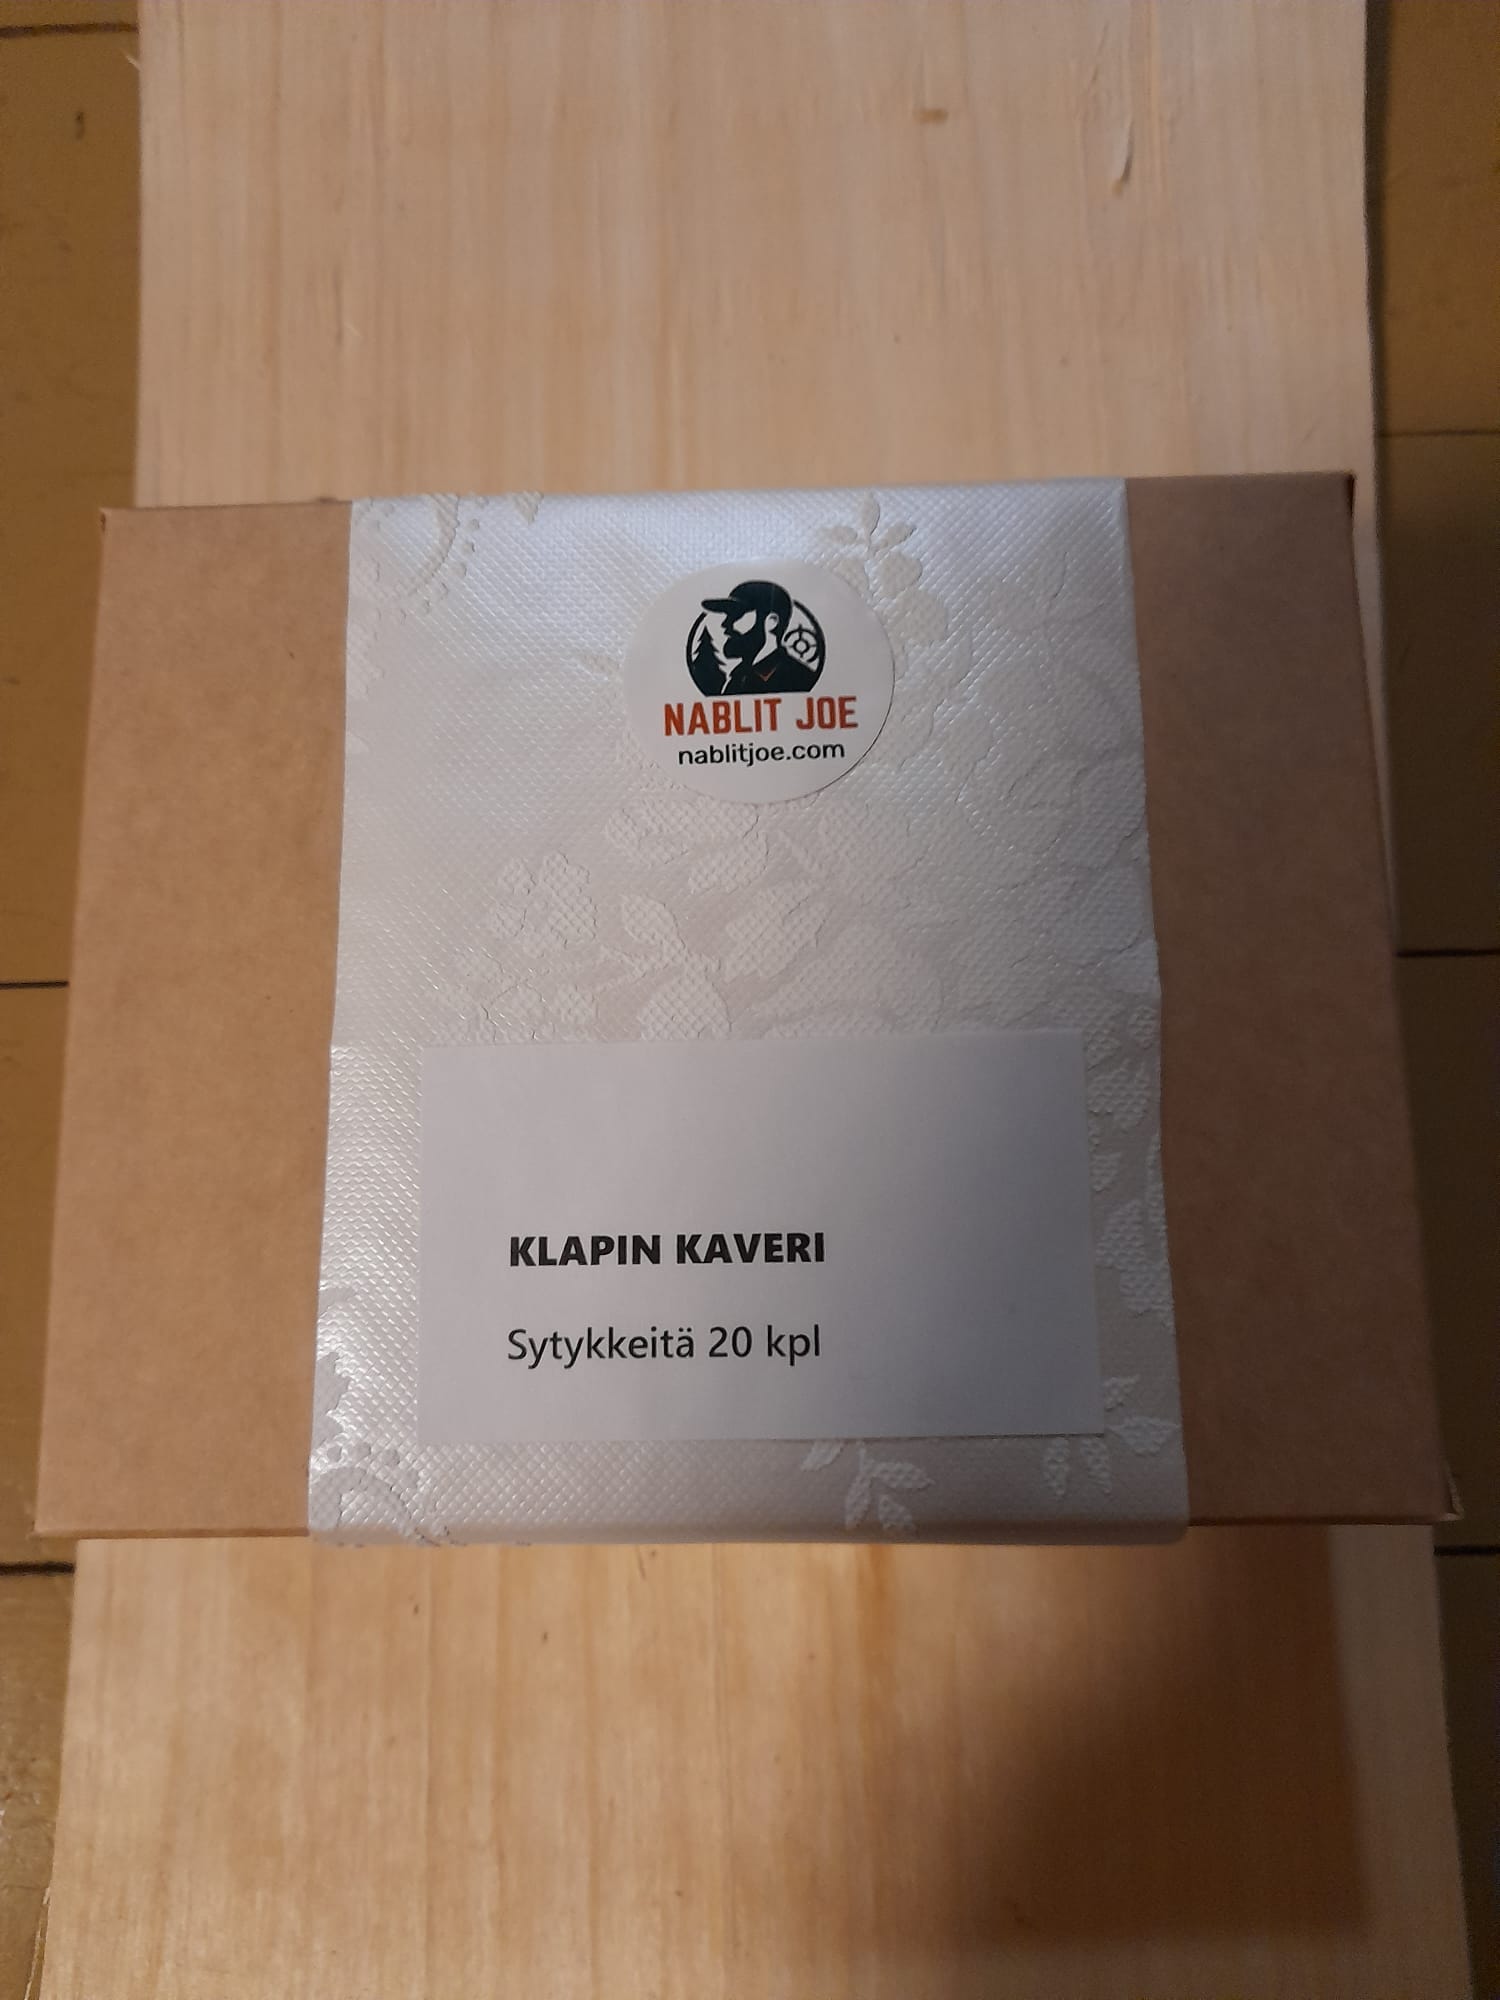 NABLIT JOE
nablitjoe.com
KLAPIN KAVERI
Sytykkeitä 20 kpl